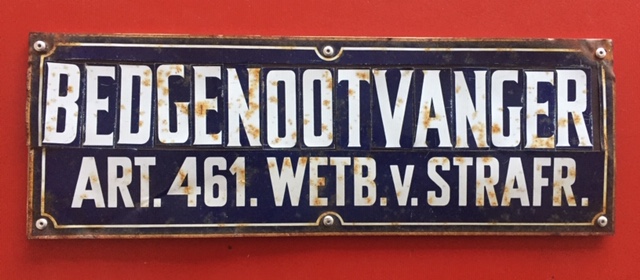 BEDGENOOTVANGER
ART. 461. WETB. V. STRAFR.